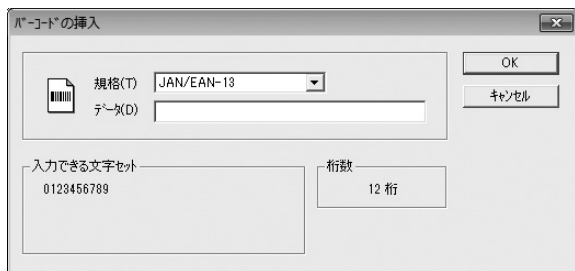 ﾊﾞｰｺｰﾄﾞの挿入
規格(T) JAN/EAN-13
ﾃﾞｰﾀ(D)
OK
ｷｬﾝｾﾙ
入力できる文字ｾｯﾄ
0123456789
桁数
12 桁